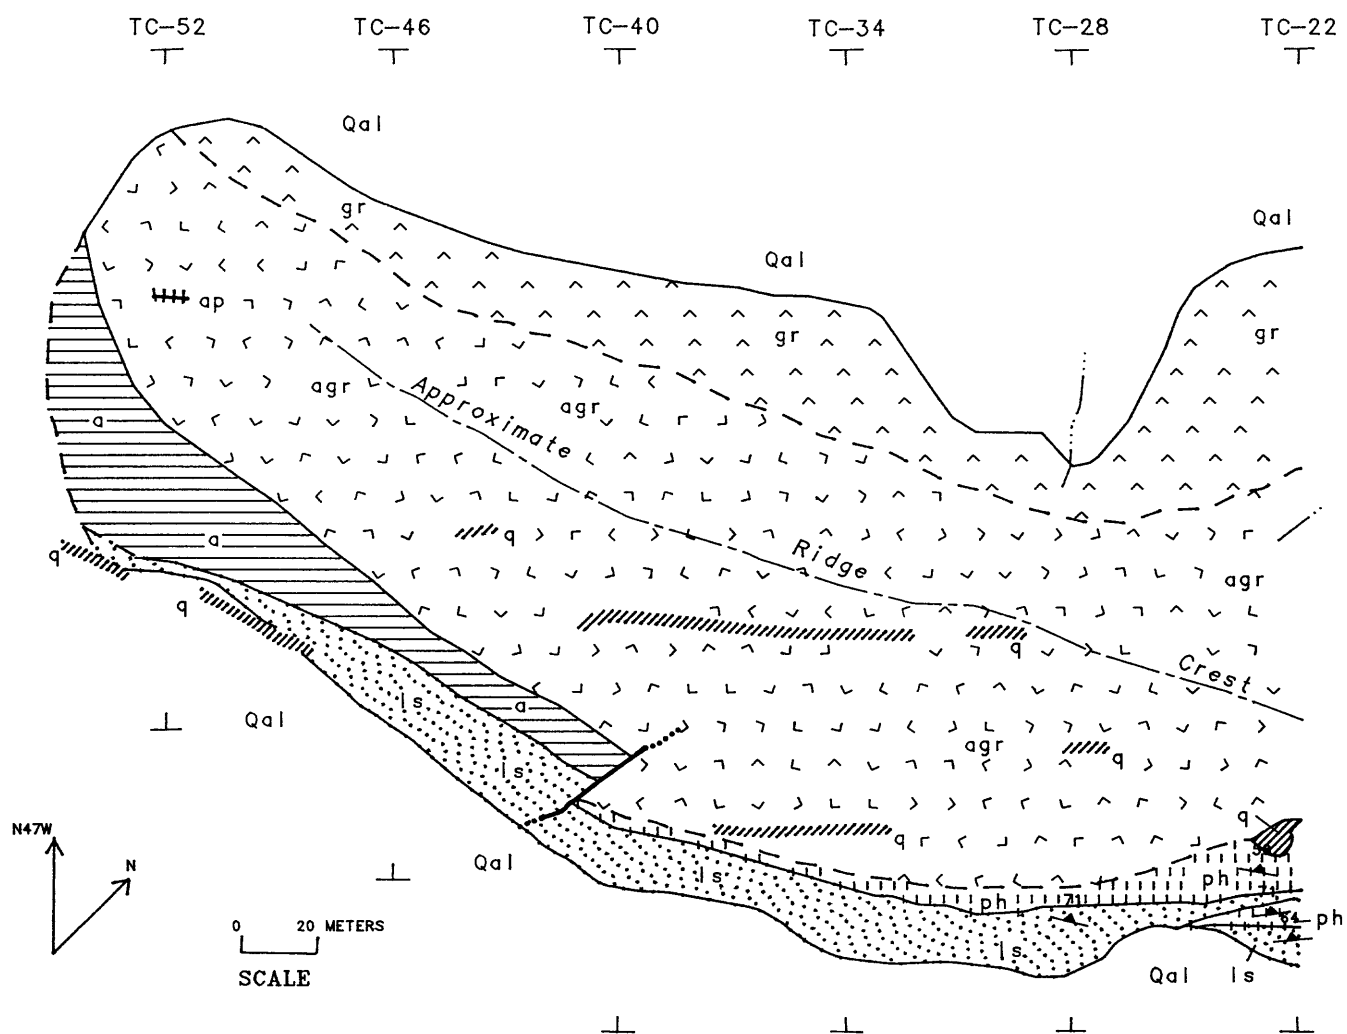 TC-52 TC-46 TC-40 TC-34 TC-28 TC-22
Qal
gr
Qal
Qal
ap
gr
gr
agr
Approximate
agr
a
a
q
Ridge
agr
q
q
q
Crest
ls
Qal
a
agr
q
ls
q
N47W
N
Qal
q
ls
ph
ph
71
ph
0 20 METERS
SCALE
ls
Qal
ls